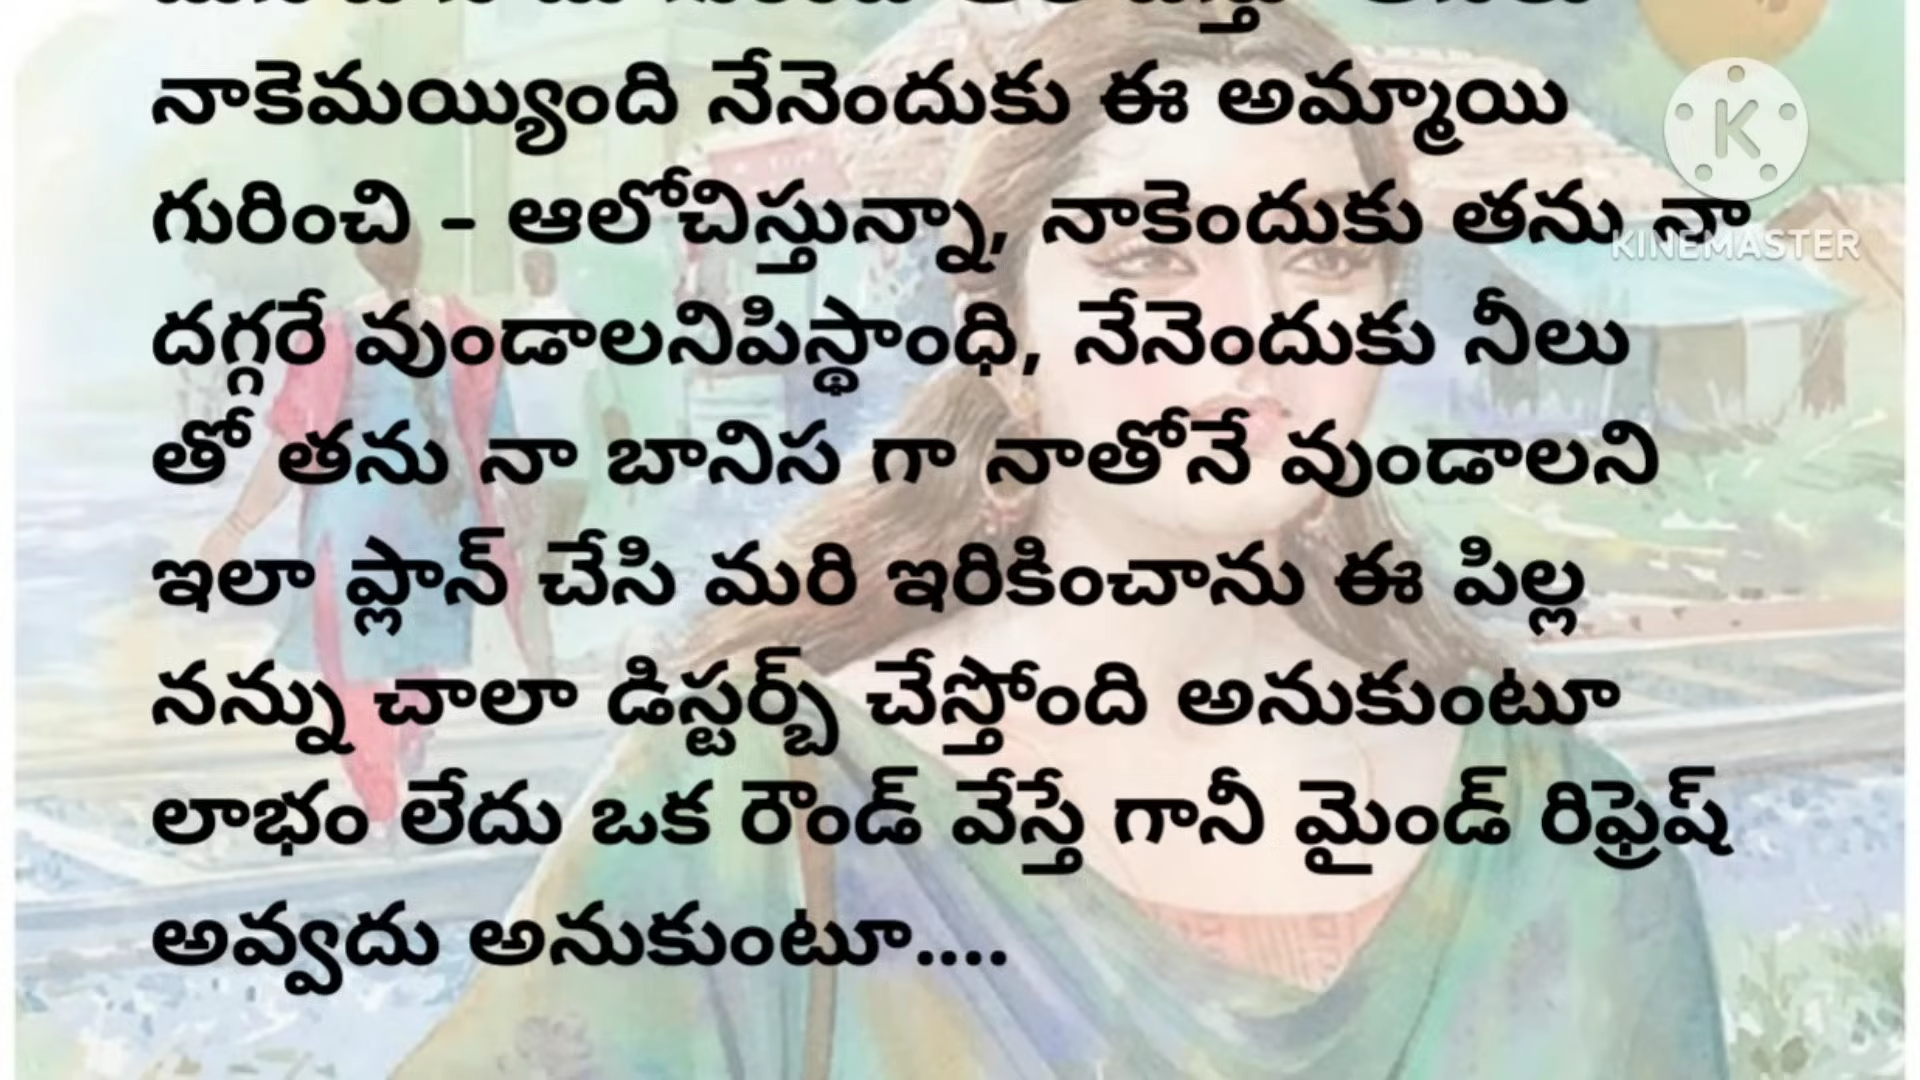 నాకెమయ్యింది నేనెందుకు ఈ అమ్మాయి
గురించి - ఆలోచిస్తున్నా, నాకెందుకు తను నా
దగ్గరే వుండాలనిపిస్థాంధి, నేనెందుకు నీలు
తో తను నా బానిస గా నాతోనే వుండాలని
ఇలా ప్లాన్ చేసి మరి ఇరికించాను ఈ పిల్ల
నన్ను చాలా డిస్టర్బ్ చేస్తోంది అనుకుంటూ
లాభం లేదు ఒక రౌండ్ వేస్తే గానీ మైండ్ రిఫ్రెష్
అవ్వదు అనుకుంటూ....
K
KINEMASTER